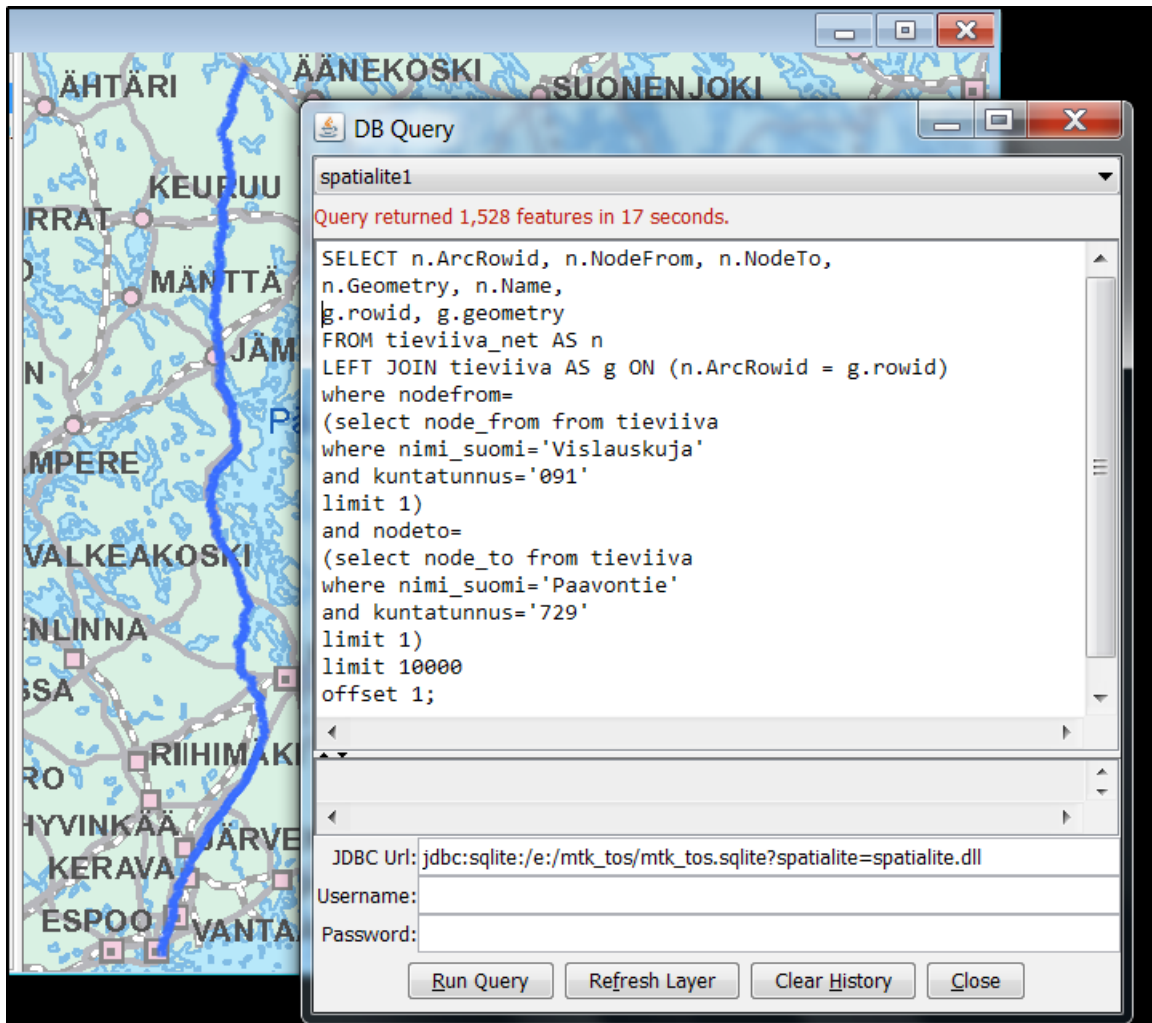 ÄHTÄRI
ÄÄNEKOSKI
SUONENJOKI
KEURUU
RRAT
MÄNTTÄ
JÄM
N
Pä
MPERE
VALKEAKOSKI
ENLINNA
SSA
RIIHIMÄKI
RO
HYVINKÄÄ
JÄRVE
KERAVA
ESPOO
VANTA
DB Query
spatialite1
Query returned 1,528 features in 17 seconds.
SELECT n.ArcRowid, n.NodeFrom, n.NodeTo,
n.Geometry, n.Name,
g.rowid, g.geometry
FROM tieviiva_net AS n
LEFT JOIN tieviiva AS g ON (n.ArcRowid = g.rowid)
where nodefrom=
(select node_from from tieviiva
where nimi_suomi='Vislauskuja'
and kuntatunnus='091'
limit 1)
and nodeto=
(select node_to from tieviiva
where nimi_suomi='Paavontie'
and kuntatunnus='729'
limit 1)
limit 10000
offset 1;
JDBC Url: jdbc:sqlite:/e:/mtk_tos/mtk_tos.sqlite?spatialite=spatialite.dll
Username:
Password:
Run Query Refresh Layer Clear History Close